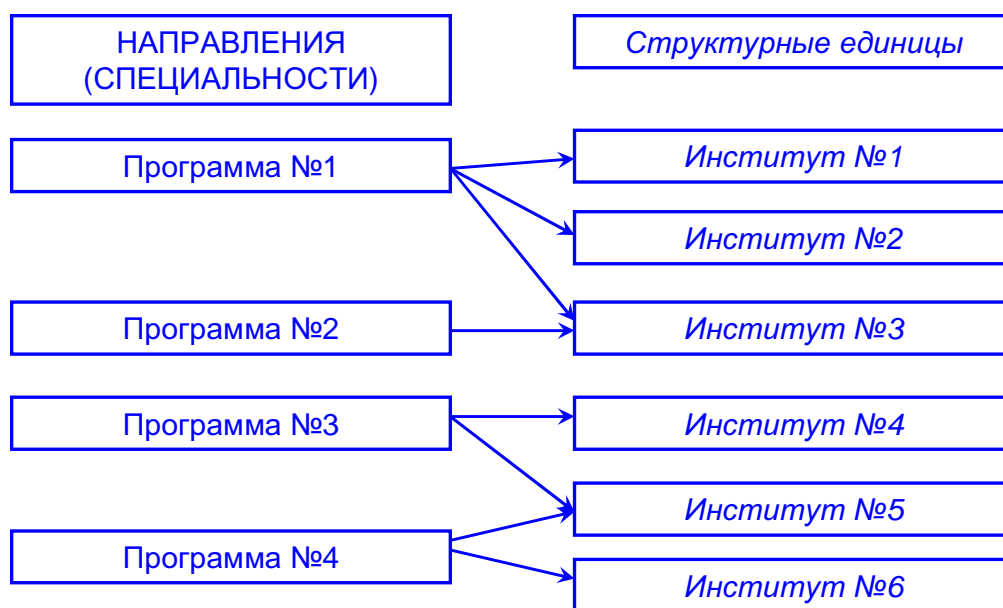 НАПРАВЛЕНИЯ
(СПЕЦИАЛЬНОСТИ)
Структурные единицы
Программа №1
Институт №1
Институт №2
Программа №2
Институт №3
Программа №3
Институт №4
Институт №5
Программа №4
Институт №6